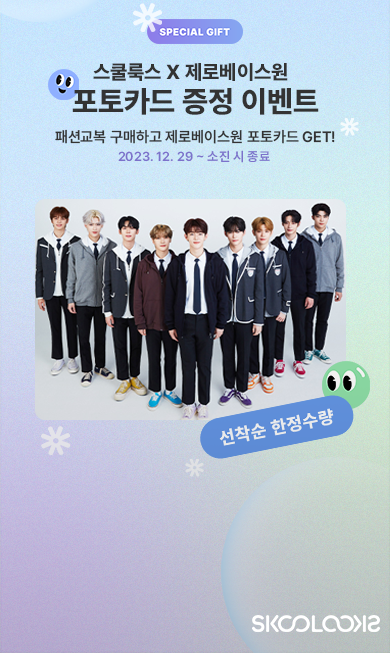 SPECIAL GIFT
스쿨룩스 X 제로베이스원
포토카드 증정 이벤트
패션교복 구매하고 제로베이스원 포토카드 GET!
2023. 12. 29 ~ 소진 시 종료
선착순 한정수량
SKOOLOOKS